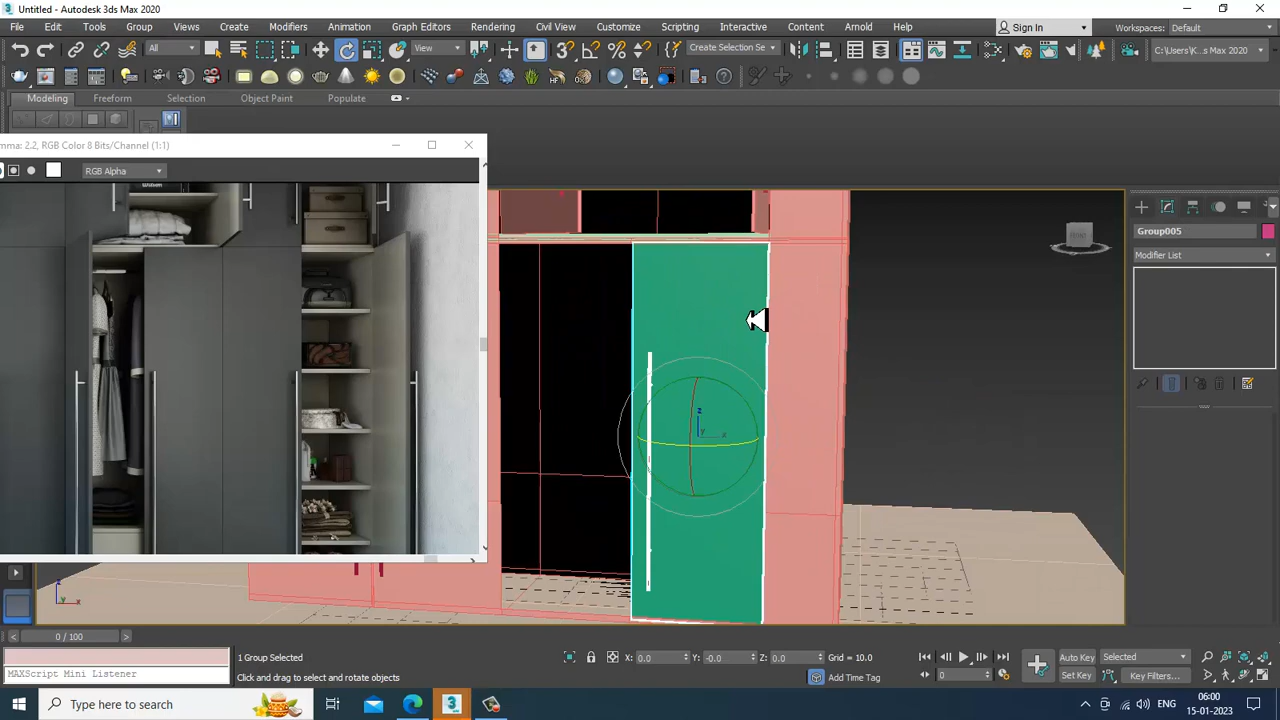 Untitled - Autodesk 3ds Max 2020
File Edit Tools Group Views Create Modifiers Animation Graph Editors Rendering Civil View Customize Scripting Interactive Content Arnold Help
Sign In
Workspaces: Default
All
View
Create Selection Se
C:\Users\K...s Max 2020
Modeling Freeform Selection Object Paint Populate
mma: 2.2, RGB Color 8 Bits/Channel (1:1)
RGB Alpha
Group005
Modifier List
z
y
x
z
x
0 / 100
MAXScript Mini Listener
1 Group Selected
Click and drag to select and rotate objects
X: 0.0
Y: -0.0
Z: 0.0
Grid = 10.0
Add Time Tag
Auto Key
Selected
Set Key
Key Filters...
0
Type here to search
ENG
06:00
15-01-2023